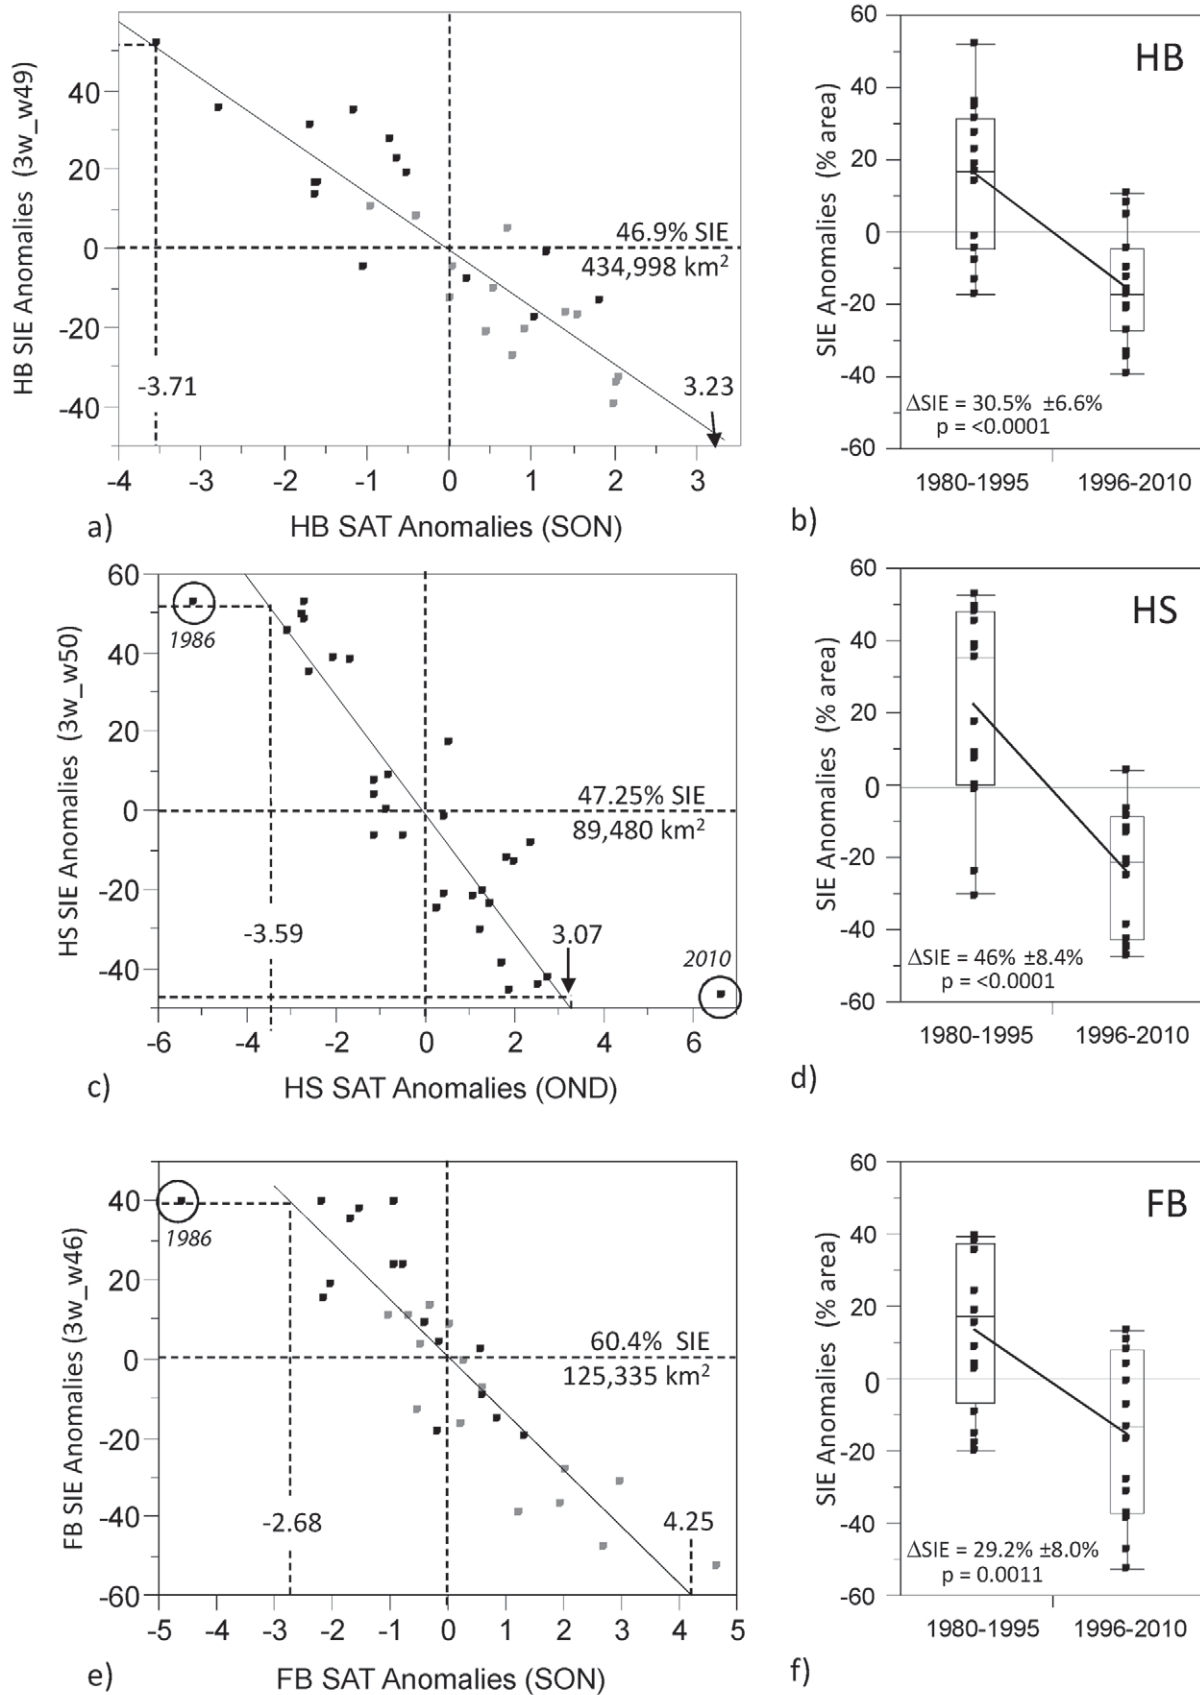 HB SIE Anomalies (3w_w49)
40
20
0
-20
-40
46.9% SIE
434,998 km²
-3.71
3.23
-4 -3 -2 -1 0 1 2 3
a)
HB SAT Anomalies (SON)
SIE Anomalies (% area)
60
40
20
0
-20
-40
-60
HB
ΔSIE = 30.5% ±6.6%
p = <0.0001
1980-1995 1996-2010
b)
HS SIE Anomalies (3w_w50)
60
40
20
0
-20
-40
1986
47.25% SIE
89,480 km²
-3.59
3.07
2010
-6 -4 -2 0 2 4 6
c)
HS SAT Anomalies (OND)
SIE Anomalies (% area)
60
40
20
0
-20
-40
-60
HS
ΔSIE = 46% ±8.4%
p = <0.0001
1980-1995 1996-2010
d)
FB SIE Anomalies (3w_w46)
40
20
0
-20
-40
-60
1986
60.4% SIE
125,335 km²
-2.68
4.25
-5 -4 -3 -2 -1 0 1 2 3 4 5
e)
FB SAT Anomalies (SON)
SIE Anomalies (% area)
60
40
20
0
-20
-40
-60
FB
ΔSIE = 29.2% ±8.0%
p = 0.0011
1980-1995 1996-2010
f)